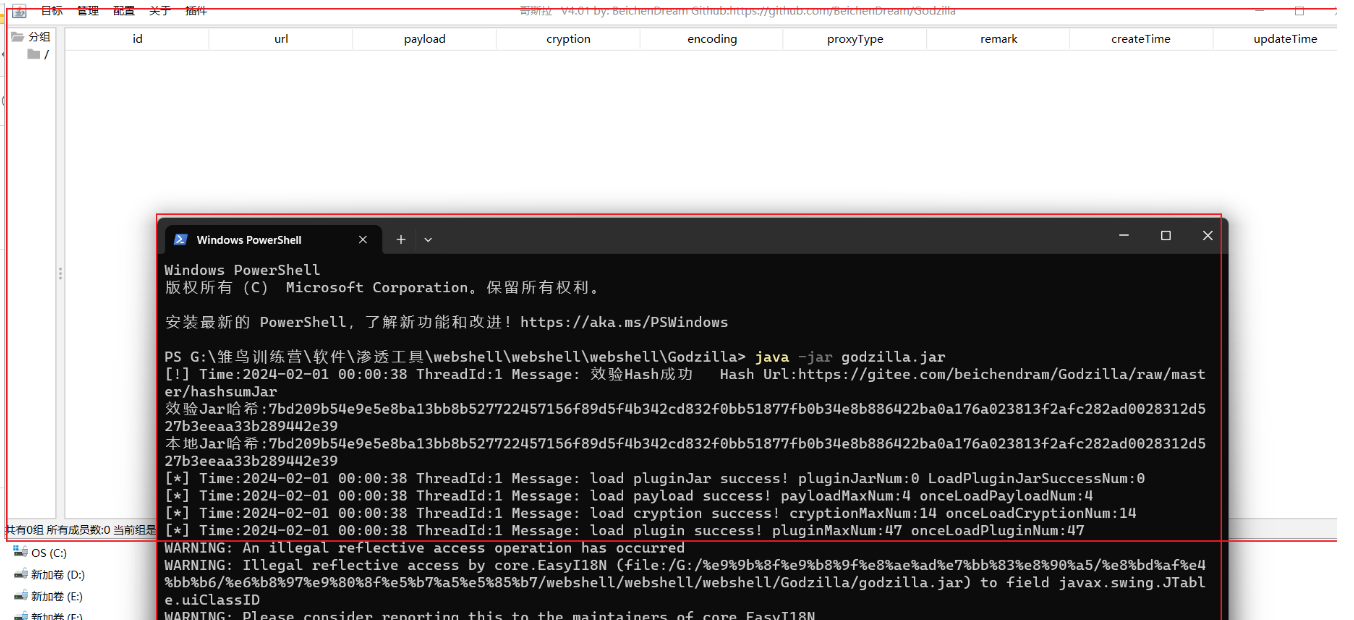 目标 管理 配置 关于 插件
哥斯拉 V4.01 by: BeichenDream Github:https://github.com/BeichenDream/Godzilla
分组
/
id url payload cryption encoding proxyType remark createTime updateTime
Windows PowerShell
Windows PowerShell
版权所有 (C) Microsoft Corporation。保留所有权利。
安装最新的 PowerShell，了解新功能和改进！https://aka.ms/PSWindows
PS G:\雏鸟训练营\软件\渗透工具\webshell\webshell\webshell\Godzilla> java -jar godzilla.jar
[!] Time:2024-02-01 00:00:38 ThreadId:1 Message: 效验Hash成功 Hash Url:https://gitee.com/beichendram/Godzilla/raw/mast
er/hashsumJar
效验Jar哈希:7bd209b54e9e5e8ba13bb8b527722457156f89d5f4b342cd832f0bb51877fb0b34e8b886422ba0a176a023813f2afc282ad0028312d5
27b3eeaa33b289442e39
本地Jar哈希:7bd209b54e9e5e8ba13bb8b527722457156f89d5f4b342cd832f0bb51877fb0b34e8b886422ba0a176a023813f2afc282ad0028312d5
27b3eeaa33b289442e39
[*] Time:2024-02-01 00:00:38 ThreadId:1 Message: load pluginJar success! pluginJarNum:0 LoadPluginJarSuccessNum:0
[*] Time:2024-02-01 00:00:38 ThreadId:1 Message: load payload success! payloadMaxNum:4 onceLoadPayloadNum:4
[*] Time:2024-02-01 00:00:38 ThreadId:1 Message: load cryption success! cryptionMaxNum:14 onceLoadCryptionNum:14
[*] Time:2024-02-01 00:00:38 ThreadId:1 Message: load plugin success! pluginMaxNum:47 onceLoadPluginNum:47
WARNING: An illegal reflective access operation has occurred
WARNING: Illegal reflective access by core.EasyI18N (file:/G:/%e9%9b%8f%e9%b8%9f%e8%ae%ad%e7%bb%83%e8%90%a5/%e8%bd%af%e4
%bb%b6/%e6%b8%97%e9%80%8f%e5%b7%a5%e5%85%b7/webshell/webshell/webshell/Godzilla/godzilla.jar) to field javax.swing.JTabl
e.uiClassID
WARNING: Please consider reporting this to the maintainers of core.EasyI18N
共有0组 所有成员数:0 当前组是
OS (C:)
新加卷 (D:)
新加卷 (E:)
新加卷 (F:)